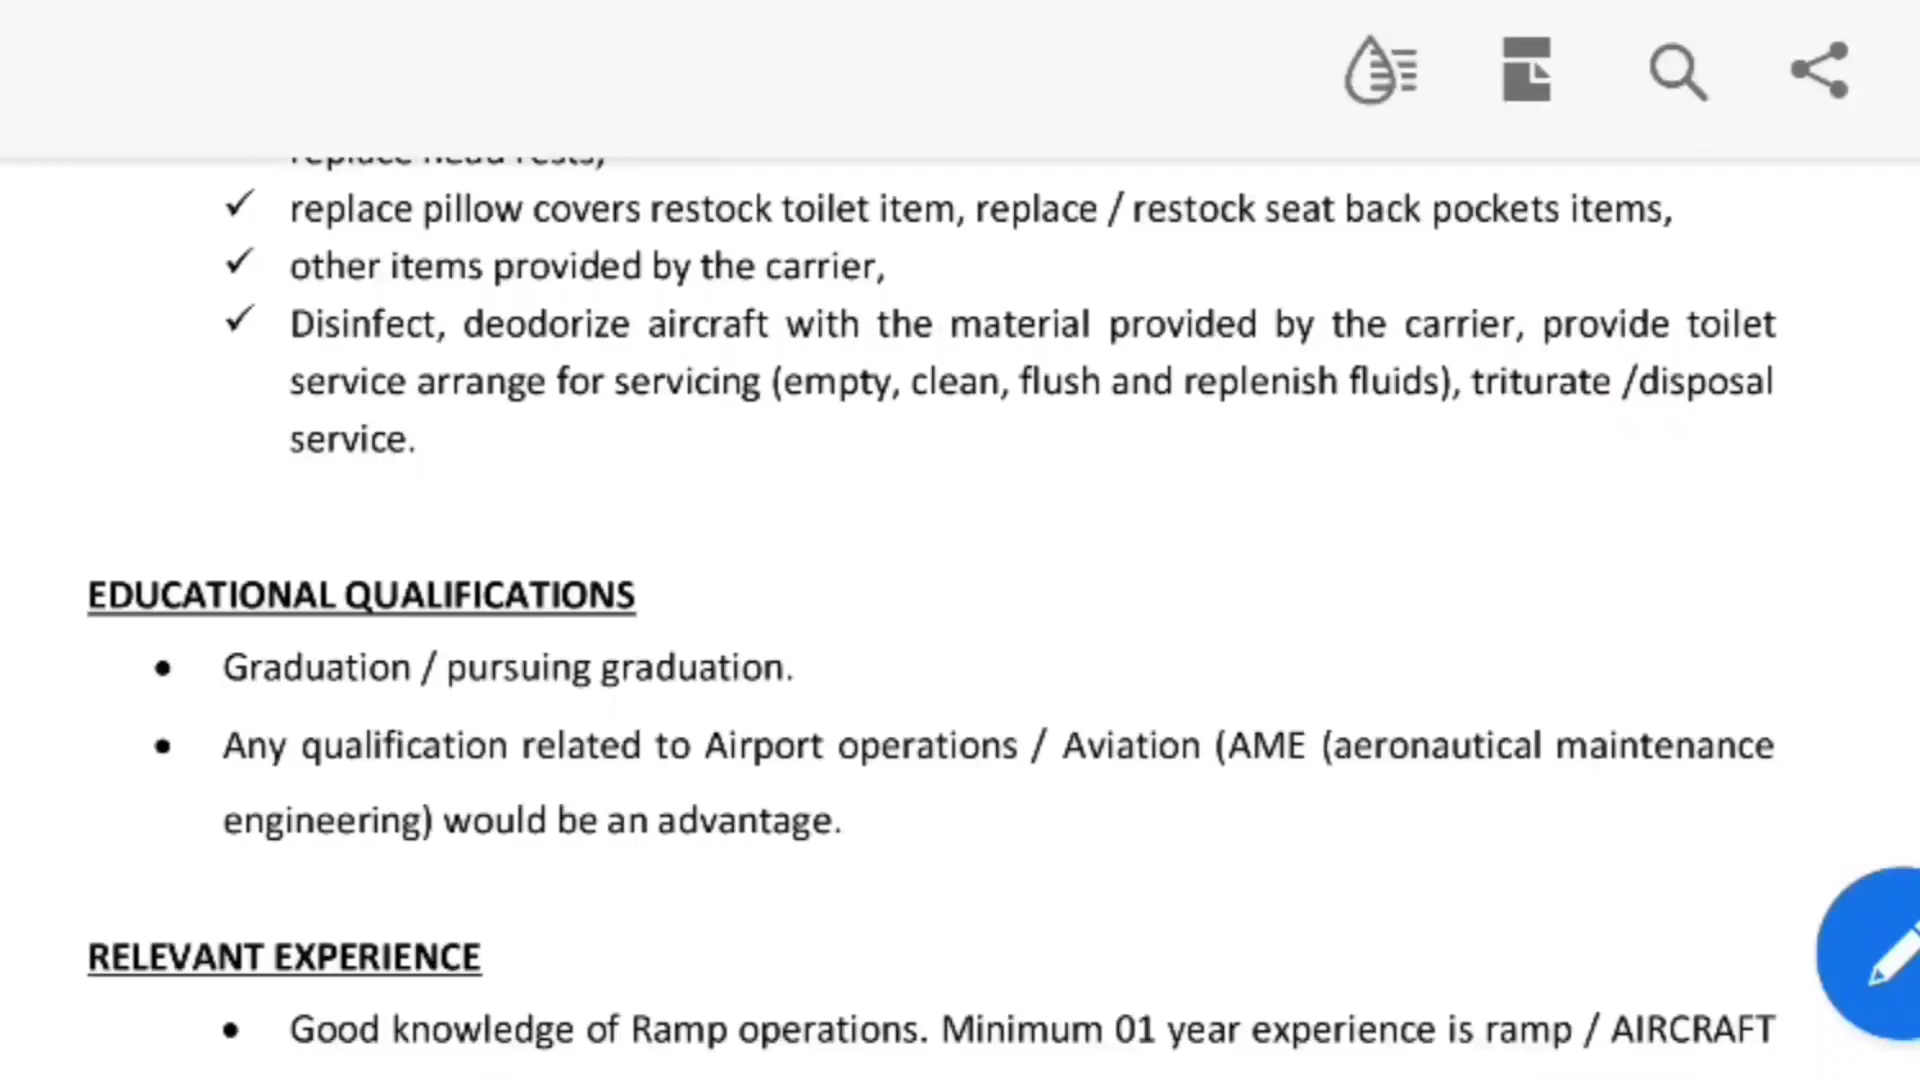 replace head rests,
✓ replace pillow covers restock toilet item, replace / restock seat back pockets items,
✓ other items provided by the carrier,
✓ Disinfect, deodorize aircraft with the material provided by the carrier, provide toilet
service arrange for servicing (empty, clean, flush and replenish fluids), triturate /disposal
service.
EDUCATIONAL QUALIFICATIONS
• Graduation / pursuing graduation.
• Any qualification related to Airport operations / Aviation (AME (aeronautical maintenance
engineering) would be an advantage.
RELEVANT EXPERIENCE
• Good knowledge of Ramp operations. Minimum 01 year experience is ramp / AIRCRAFT